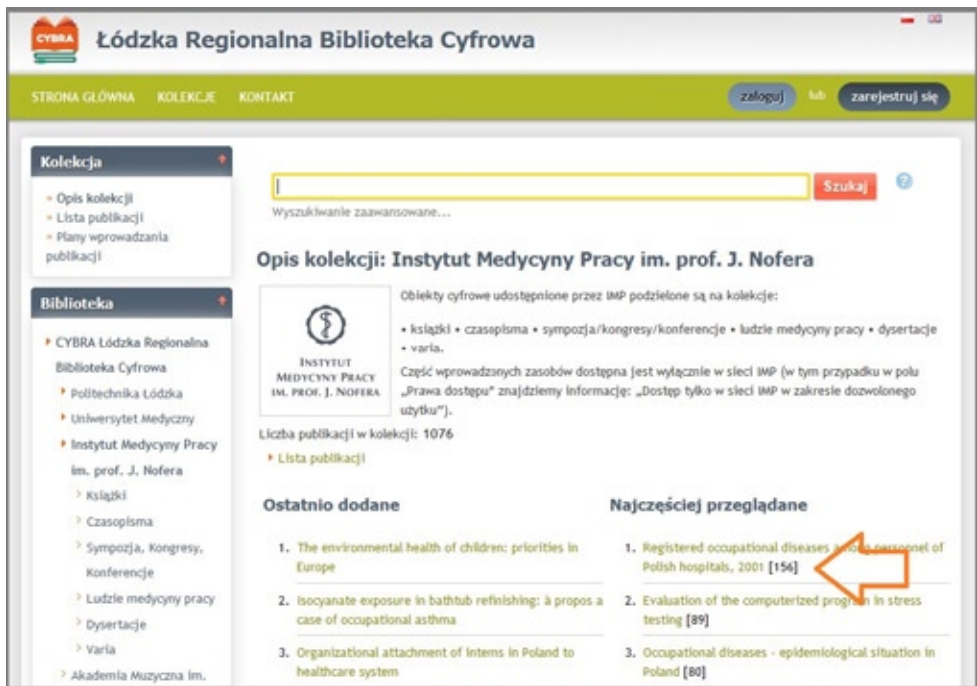 CYBRA
Łódzka Regionalna Biblioteka Cyfrowa
STRONA GŁÓWNA KOLEKCJE KONTAKT
zaloguj lub zarejestruj się
Kolekcja
Opis kolekcji
Lista publikacji
Plany wprowadzania
publikacji
Biblioteka
CYBRA Łódzka Regionalna
Biblioteka Cyfrowa
Politechnika Łódzka
Uniwersytet Medyczny
Instytut Medycyny Pracy
im. prof. J. Nofera
Książki
Czasopisma
Sympozja, Kongresy,
Konferencje
Ludzie medycyny pracy
Dysertacje
Varia
Akademia Muzyczna im.
Szukaj ?
Wyszukiwanie zaawansowane...
Opis kolekcji: Instytut Medycyny Pracy im. prof. J. Nofera
INSTYTUT
MEDYCYNY PRACY
IM. PROF. J. NOFERA
Obiekty cyfrowe udostępnione przez IMP podzielone są na kolekcje:
• książki • czasopisma • sympozja/kongresy/konferencje • ludzie medycyny pracy • dysertacje
• varia.
Część wprowadzonych zasobów dostępna jest wyłącznie w sieci IMP (w tym przypadku w polu
„Prawa dostępu" znajdziemy informację: „Dostęp tylko w sieci IMP w zakresie dozwolonego
użytku").
Liczba publikacji w kolekcji: 1076
Lista publikacji
Ostatnio dodane
1. The environmental health of children: priorities in
Europe
2. Isocyanate exposure in bathtub refinishing: à propos a
case of occupational asthma
3. Organizational attachment of interns in Poland to
healthcare system
Najczęściej przeglądane
1. Registered occupational diseases among personnel of
Polish hospitals, 2001 [156]
2. Evaluation of the computerized program in stress
testing [89]
3. Occupational diseases - epidemiological situation in
Poland [80]